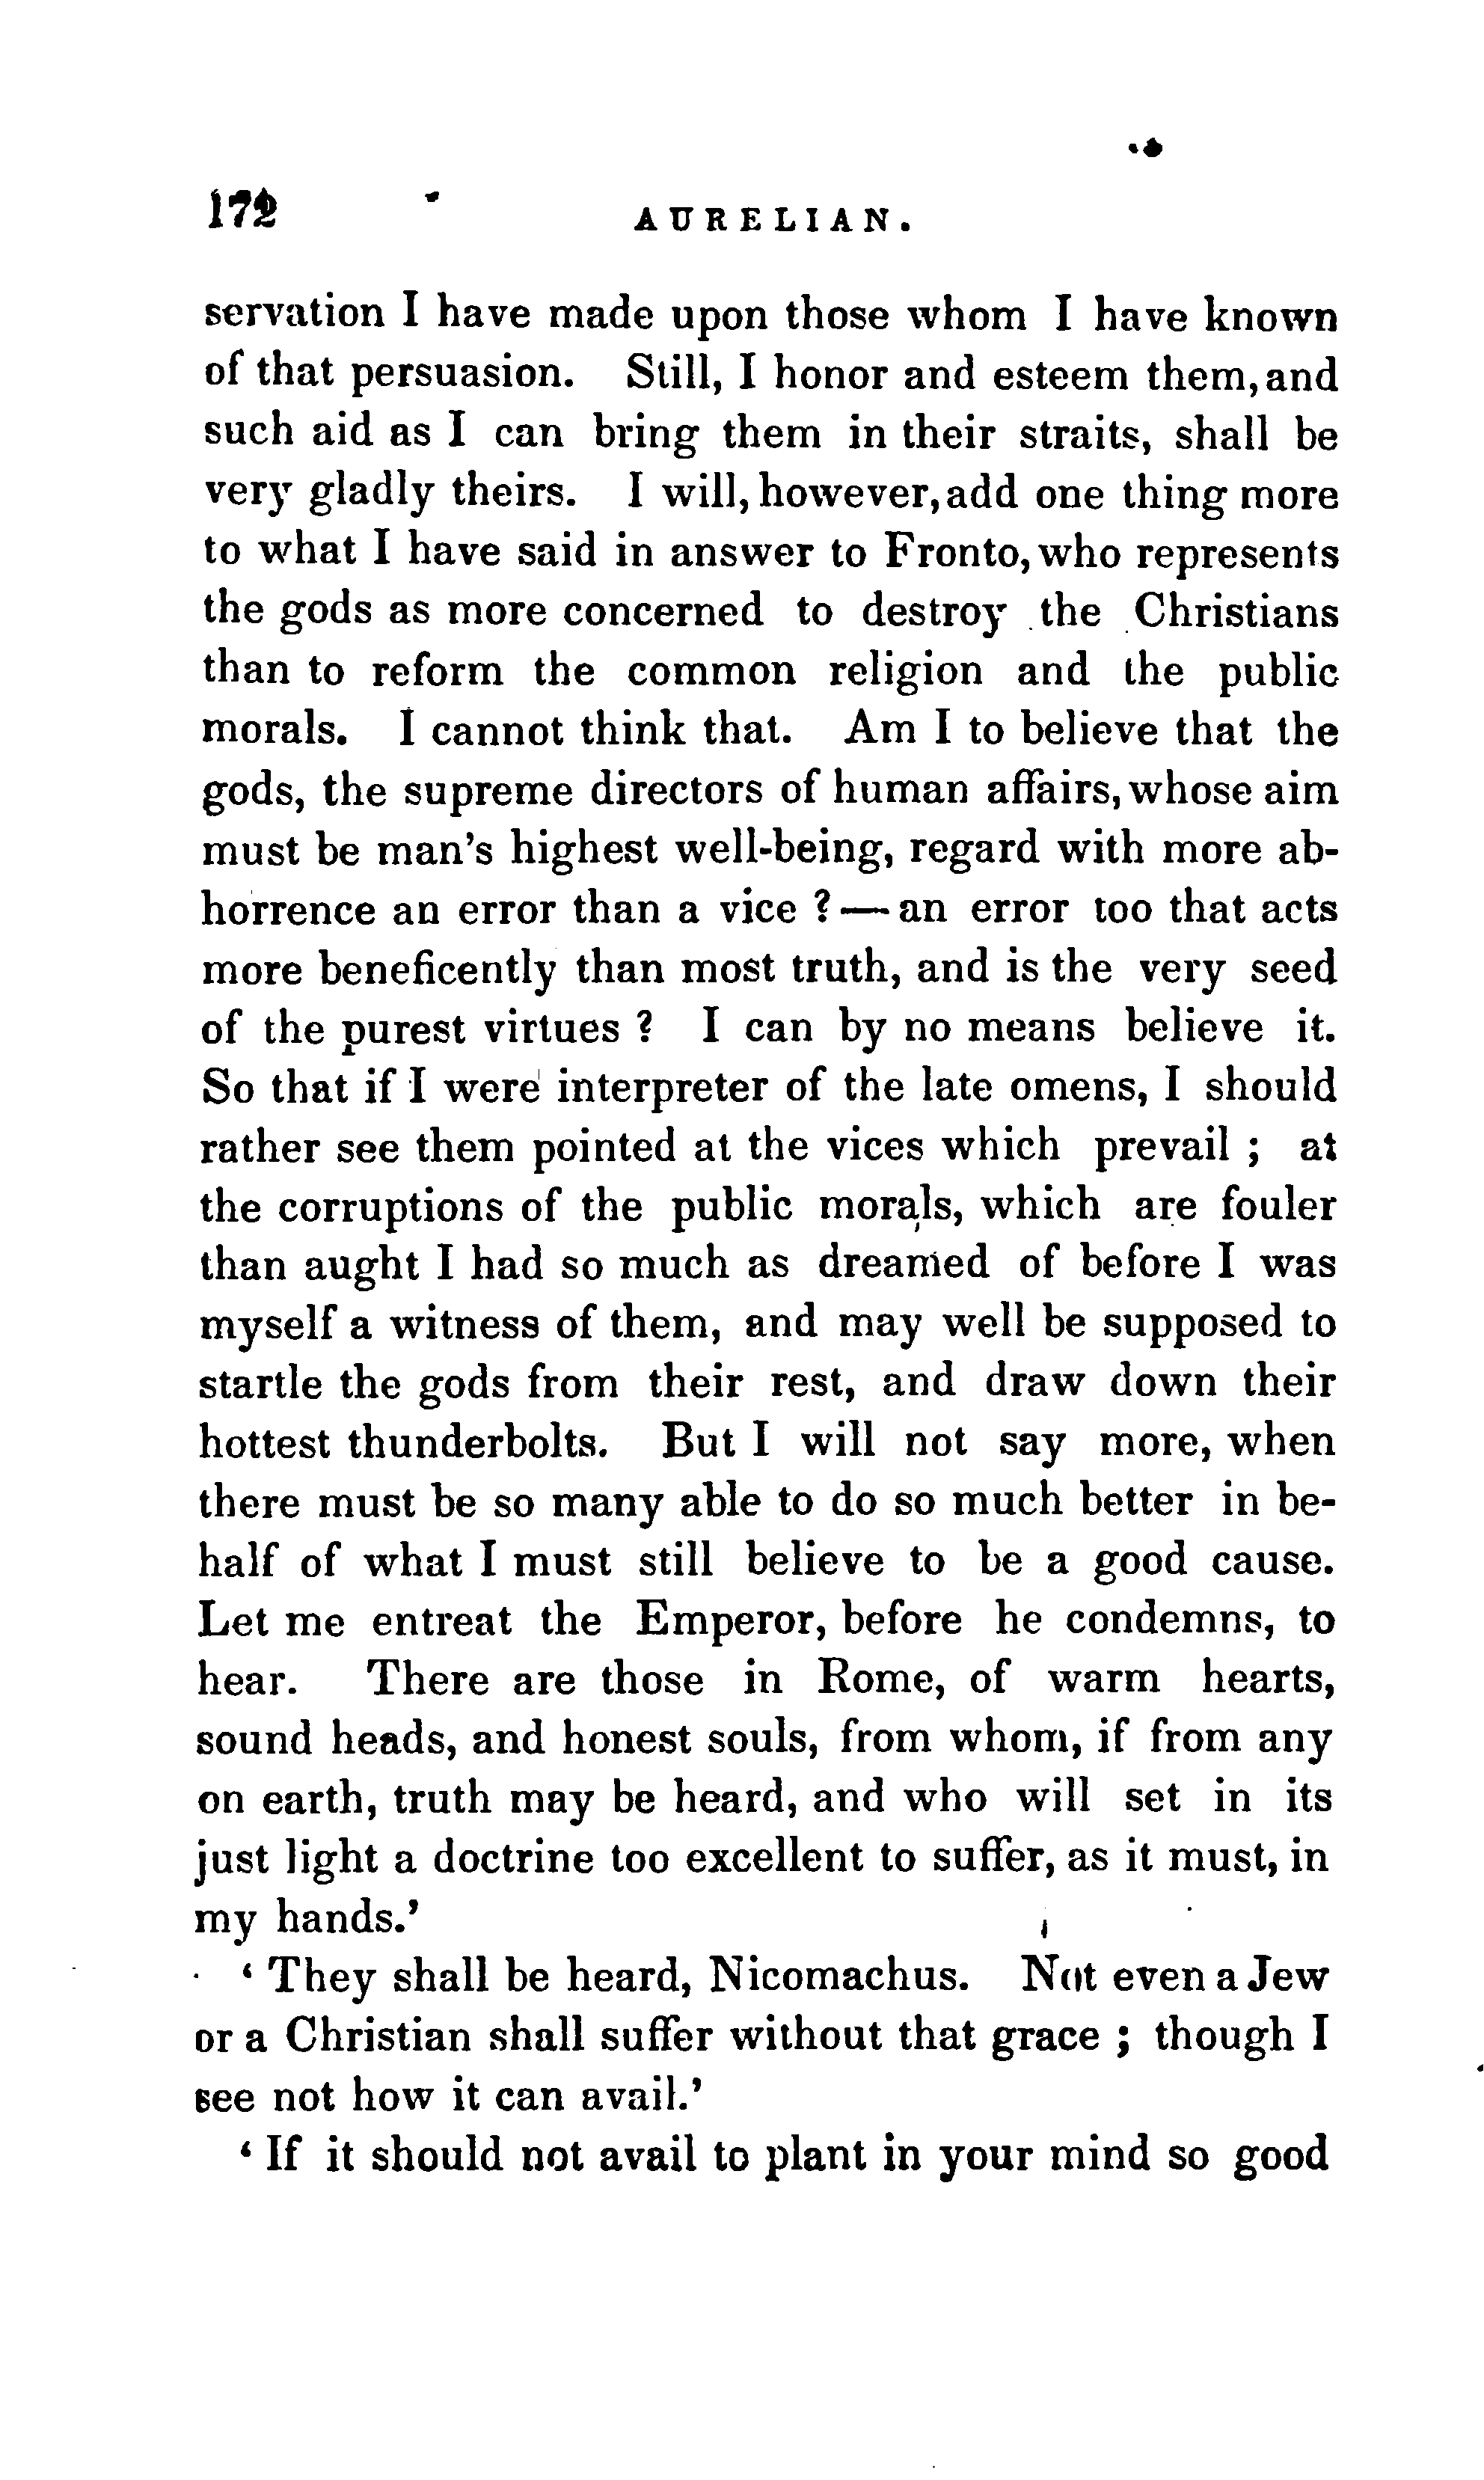 172 AURELIAN.
servation I have made upon those whom I have known
of that persuasion. Still, I honor and esteem them, and
such aid as I can bring them in their straits, shall be
very gladly theirs. I will, however, add one thing more
to what I have said in answer to Fronto, who represents
the gods as more concerned to destroy the Christians
than to reform the common religion and the public
morals. I cannot think that. Am I to believe that the
gods, the supreme directors of human affairs, whose aim
must be man's highest well-being, regard with more ab-
horrence an error than a vice ?—an error too that acts
more beneficently than most truth, and is the very seed
of the purest virtues ? I can by no means believe it.
So that if I were interpreter of the late omens, I should
rather see them pointed at the vices which prevail ; at
the corruptions of the public morals, which are fouler
than aught I had so much as dreamed of before I was
myself a witness of them, and may well be supposed to
startle the gods from their rest, and draw down their
hottest thunderbolts. But I will not say more, when
there must be so many able to do so much better in be-
half of what I must still believe to be a good cause.
Let me entreat the Emperor, before he condemns, to
hear. There are those in Rome, of warm hearts,
sound heads, and honest souls, from whom, if from any
on earth, truth may be heard, and who will set in its
just light a doctrine too excellent to suffer, as it must, in
my hands.'
‘ They shall be heard, Nicomachus. Not even a Jew
or a Christian shall suffer without that grace ; though I
see not how it can avail.'
‘ If it should not avail to plant in your mind so good